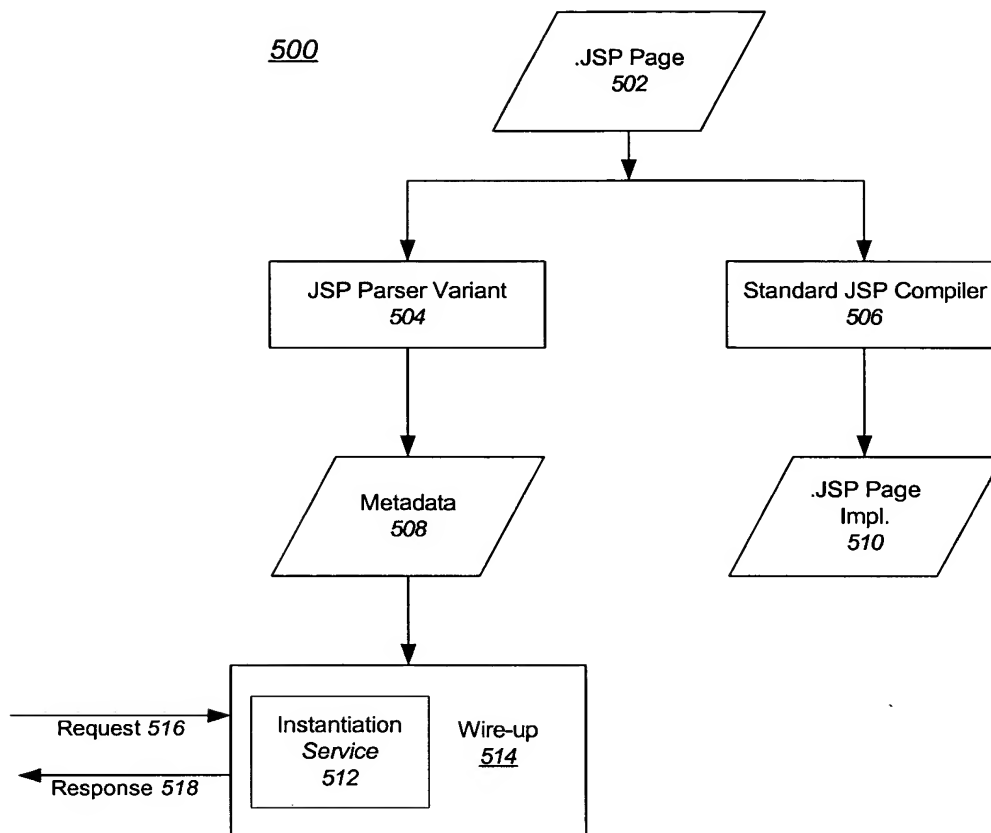 500
.JSP Page
502
JSP Parser Variant
504
Standard JSP Compiler
506
Metadata
508
.JSP Page
Impl.
510
Request 516
Response 518
Instantiation
Service
512
Wire-up
514